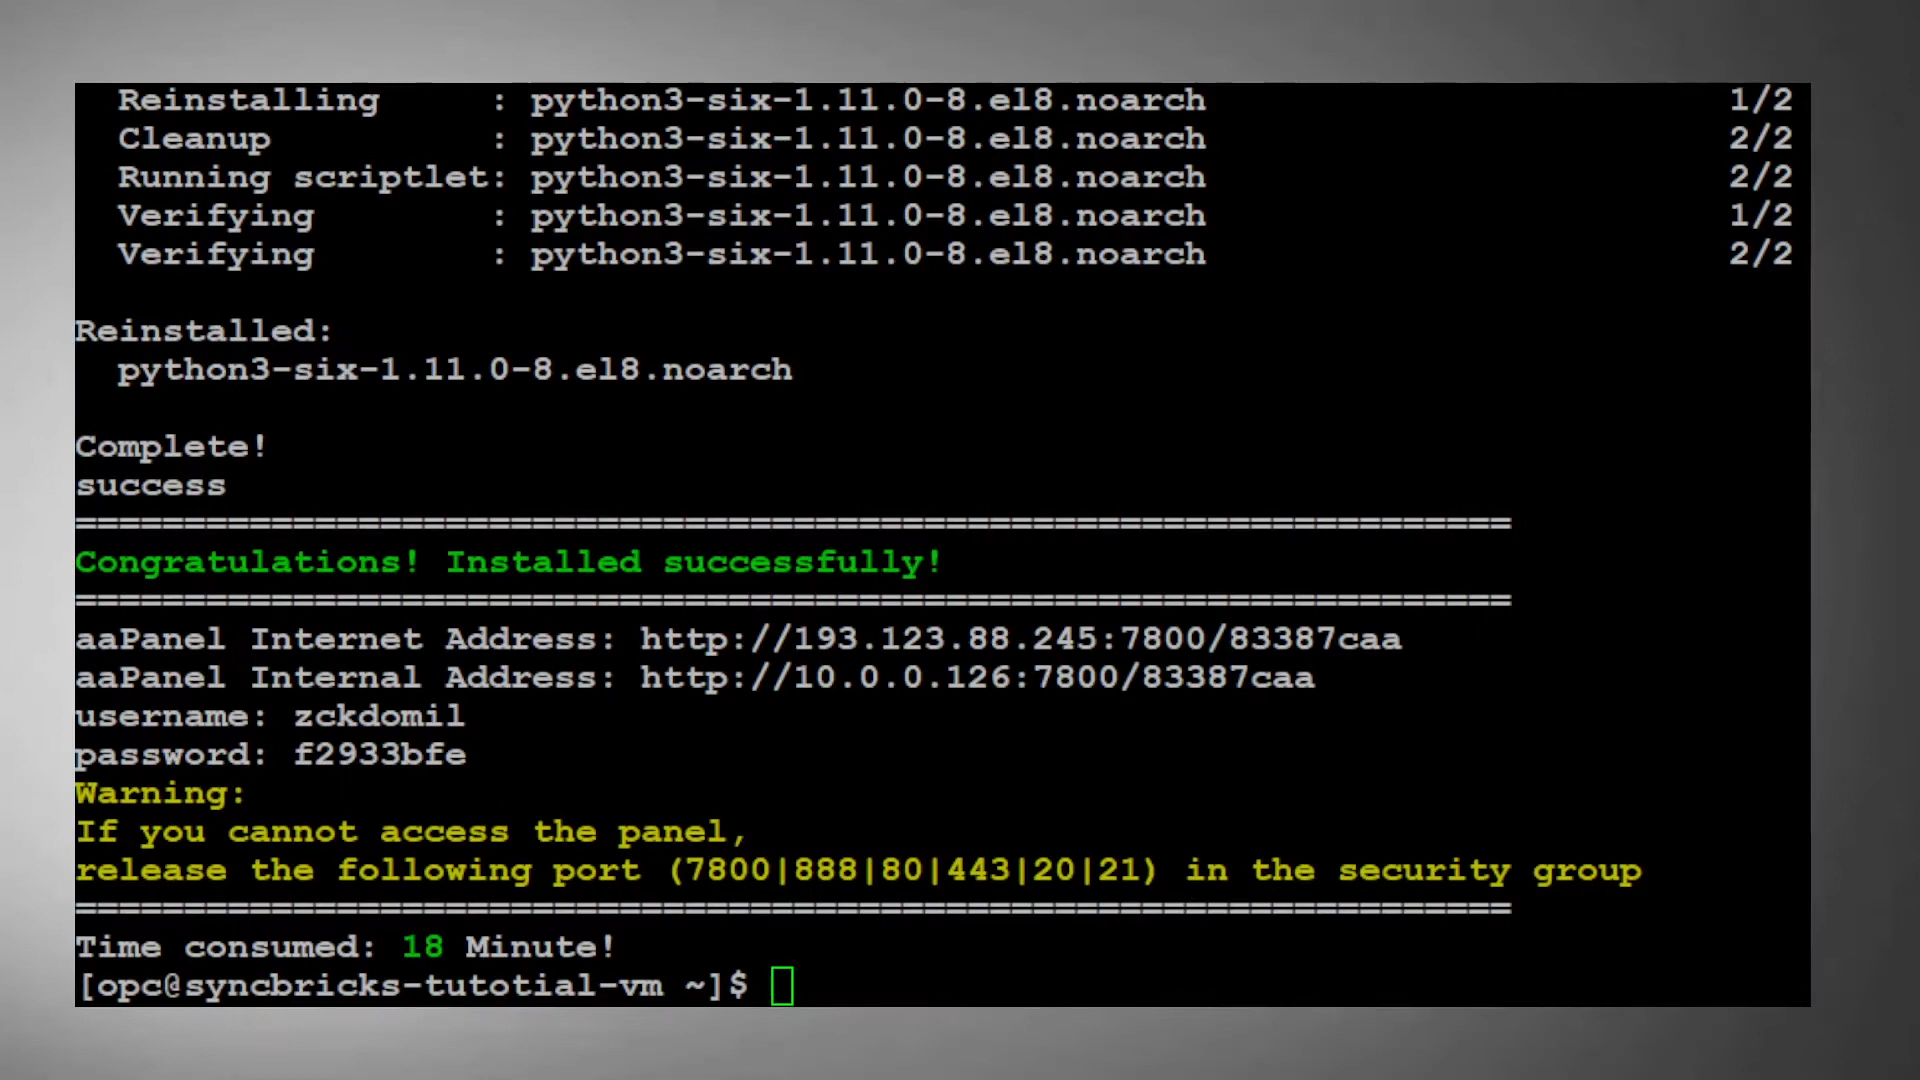 Reinstalling : python3-six-1.11.0-8.el8.noarch 1/2
Cleanup : python3-six-1.11.0-8.el8.noarch 2/2
Running scriptlet: python3-six-1.11.0-8.el8.noarch 2/2
Verifying : python3-six-1.11.0-8.el8.noarch 1/2
Verifying : python3-six-1.11.0-8.el8.noarch 2/2
Reinstalled:
python3-six-1.11.0-8.el8.noarch
Complete!
success
==================================================================
Congratulations! Installed successfully!
==================================================================
aaPanel Internet Address: http://193.123.88.245:7800/83387caa
aaPanel Internal Address: http://10.0.0.126:7800/83387caa
username: zckdomil
password: f2933bfe
Warning:
If you cannot access the panel,
release the following port (7800|888|80|443|20|21) in the security group
==================================================================
Time consumed: 18 Minute!
[opc@syncbricks-tutotial-vm ~]$